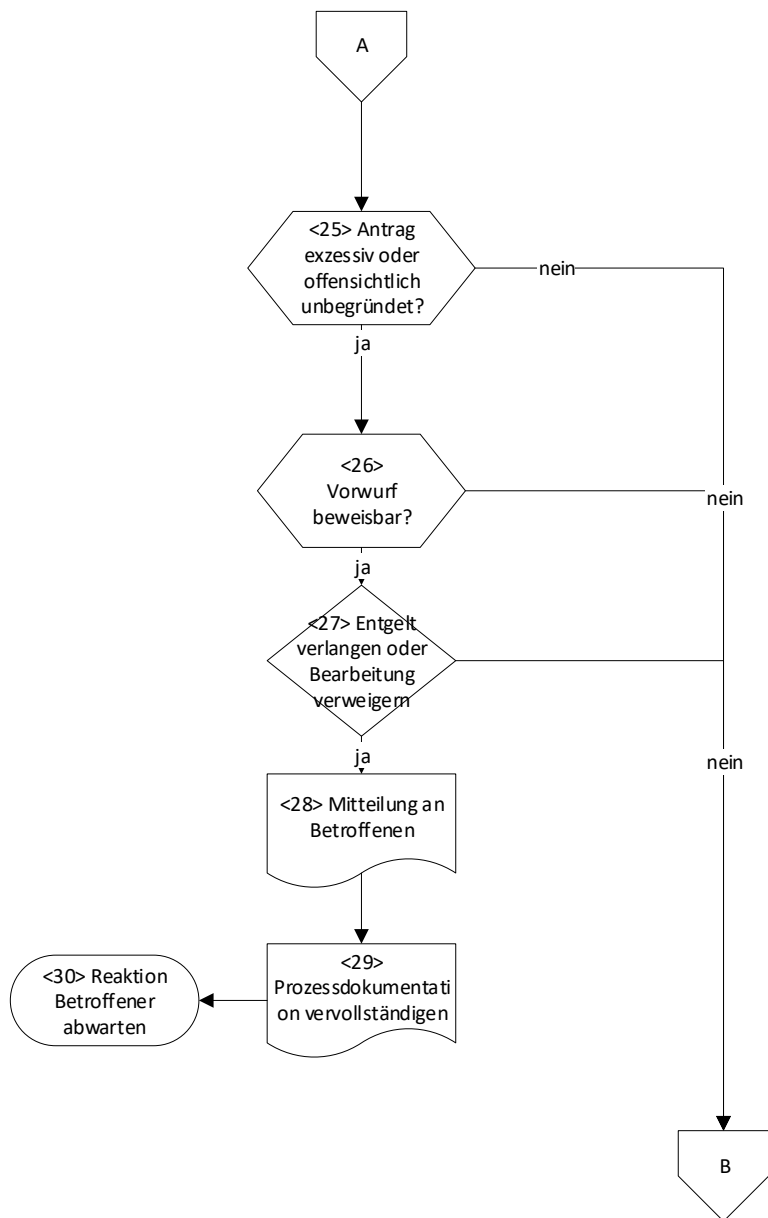 A
<25> Antrag
exzessiv oder
offensichtlich
unbegründet?
nein
ja
<26>
Vorwurf
beweisbar?
nein
ja
<27> Entgelt
verlangen oder
Bearbeitung
verweigern
nein
ja
<28> Mitteilung an
Betroffenen
<29>
Prozessdokumentati
on vervollständigen
<30> Reaktion
Betroffener
abwarten
B